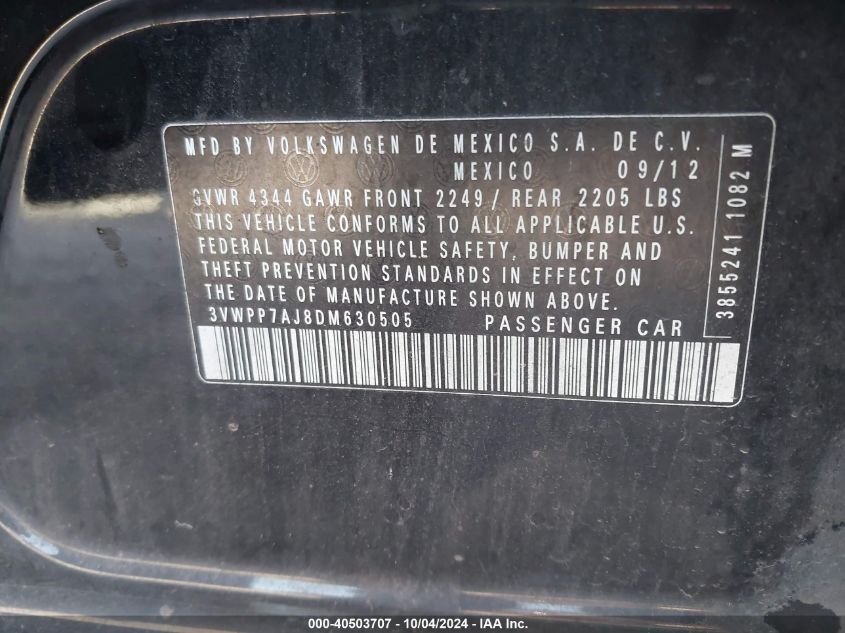 MFD BY VOLKSWAGEN DE MEXICO S.A. DE C.V.
MEXICO 09/12
GVWR 4344 GAWR FRONT 2249 / REAR 2205 LBS
THIS VEHICLE CONFORMS TO ALL APPLICABLE U.S.
FEDERAL MOTOR VEHICLE SAFETY, BUMPER AND
THEFT PREVENTION STANDARDS IN EFFECT ON
THE DATE OF MANUFACTURE SHOWN ABOVE.
3VWPP7AJ8DM630505 PASSENGER CAR
3855241 1082 M
000-40503707 - 10/04/2024 - IAA Inc.